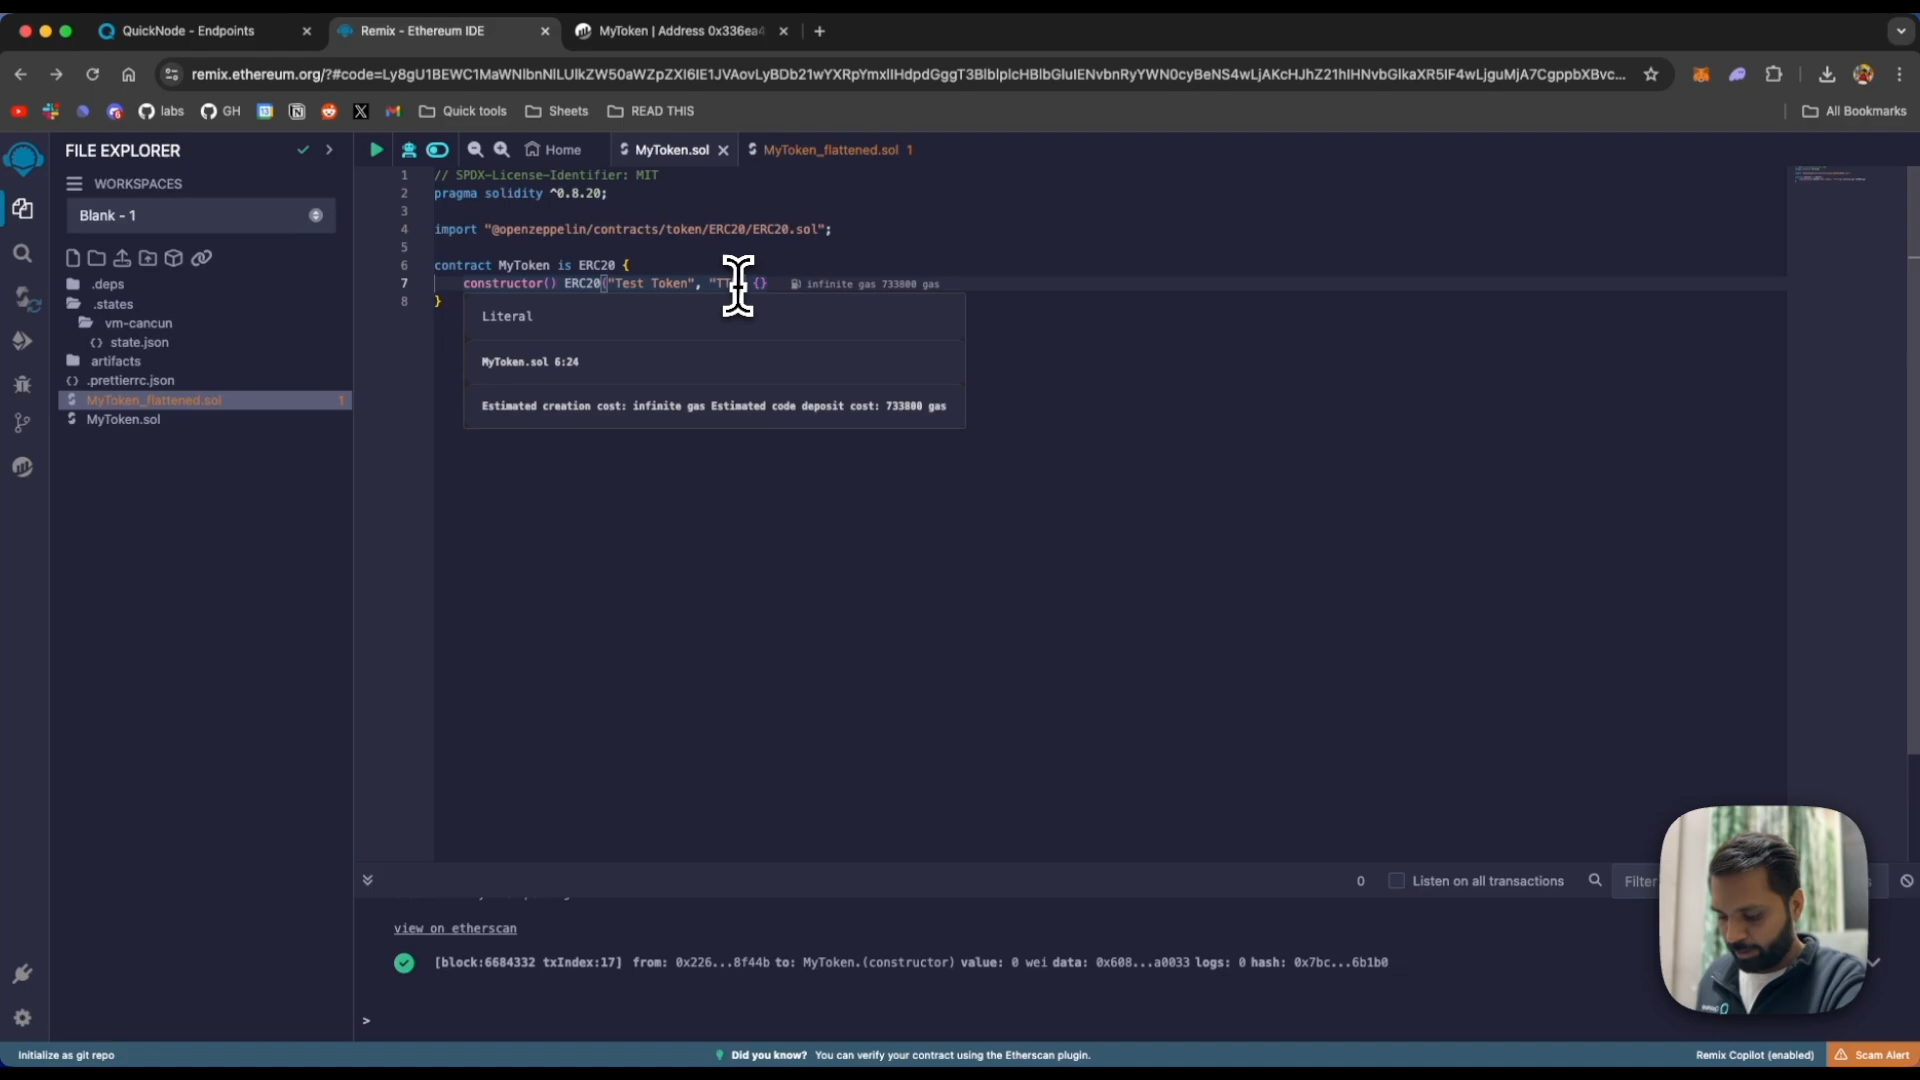 QuickNode - Endpoints
Remix - Ethereum IDE
MyToken | Address 0x336ea4
remix.ethereum.org/?#code=Ly8gU1BEWC1MaWNlbnNlLUlkZW50aWZpZXI6IE1JVAovLyBDb21wYXRpYmxlIHdpdGggT3BlblplcHBlbGluIENvbnRyYWN0cyBeNS4wLjAKcHJhZ21hIHNvbGlkaXR5IF4wLjguMjA7CgppbXBvc...
labs
GH
Quick tools
Sheets
READ THIS
All Bookmarks
FILE EXPLORER
WORKSPACES
Blank - 1
.deps
.states
vm-cancun
state.json
artifacts
.prettierrc.json
MyToken_flattened.sol 1
MyToken.sol
Home
MyToken.sol
MyToken_flattened.sol 1
1 // SPDX-License-Identifier: MIT
2 pragma solidity ^0.8.20;
3
4 import "@openzeppelin/contracts/token/ERC20/ERC20.sol";
5
6 contract MyToken is ERC20 {
7 constructor() ERC20("Test Token", "TT {} infinite gas 733800 gas
8 }
Literal
MyToken.sol 6:24
Estimated creation cost: infinite gas Estimated code deposit cost: 733800 gas
0
Listen on all transactions
Filter
view on etherscan
[block:6684332 txIndex:17] from: 0x226...8f44b to: MyToken.(constructor) value: 0 wei data: 0x608...a0033 logs: 0 hash: 0x7bc...6b1b0
>
Initialize as git repo
Did you know? You can verify your contract using the Etherscan plugin.
Remix Copilot (enabled)
Scam Alert